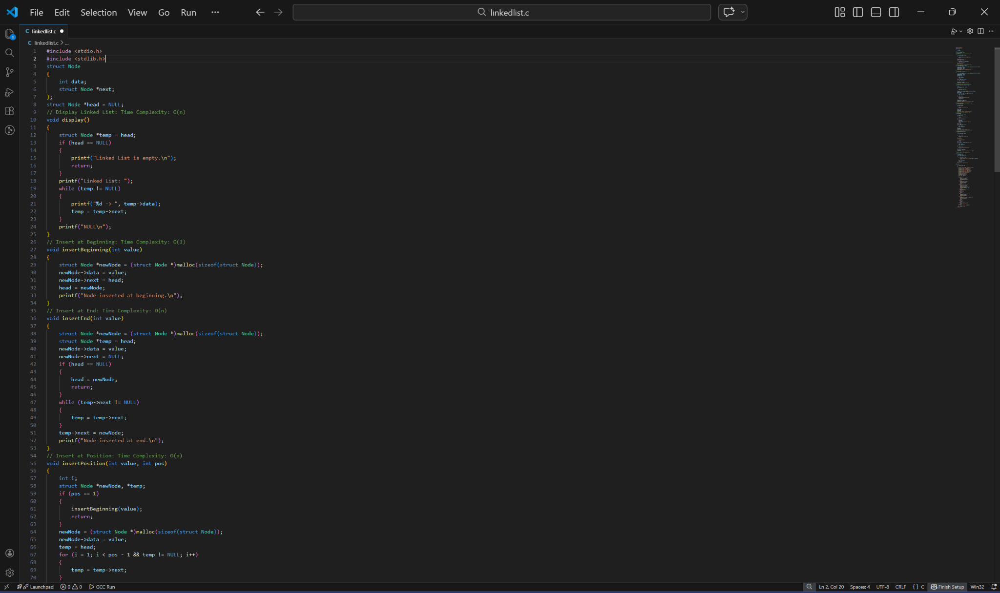 File Edit Selection View Go Run ··· linkedlist.c
C linkedlist.c
1
C linkedlist.c > ...
1 #include <stdio.h>
2 #include <stdlib.h>
3 struct Node
4 {
5     int data;
6     struct Node *next;
7 };
8 struct Node *head = NULL;
9 // Display Linked List: Time Complexity: O(n)
10 void display()
11 {
12     struct Node *temp = head;
13     if (head == NULL)
14     {
15         printf("Linked List is empty.\n");
16         return;
17     }
18     printf("Linked List: ");
19     while (temp != NULL)
20     {
21         printf("%d -> ", temp->data);
22         temp = temp->next;
23     }
24     printf("NULL\n");
25 }
26 // Insert at Beginning: Time Complexity: O(1)
27 void insertBeginning(int value)
28 {
29     struct Node *newNode = (struct Node *)malloc(sizeof(struct Node));
30     newNode->data = value;
31     newNode->next = head;
32     head = newNode;
33     printf("Node inserted at beginning.\n");
34 }
35 // Insert at End: Time Complexity: O(n)
36 void insertEnd(int value)
37 {
38     struct Node *newNode = (struct Node *)malloc(sizeof(struct Node));
39     struct Node *temp = head;
40     newNode->data = value;
41     newNode->next = NULL;
42     if (head == NULL)
43     {
44         head = newNode;
45         return;
46     }
47     while (temp->next != NULL)
48     {
49         temp = temp->next;
50     }
51     temp->next = newNode;
52     printf("Node inserted at end.\n");
53 }
54 // Insert at Position: Time Complexity: O(n)
55 void insertPosition(int value, int pos)
56 {
57     int i;
58     struct Node *newNode, *temp;
59     if (pos == 1)
60     {
61         insertBeginning(value);
62         return;
63     }
64     newNode = (struct Node *)malloc(sizeof(struct Node));
65     newNode->data = value;
66     temp = head;
67     for (i = 1; i < pos - 1 && temp != NULL; i++)
68     {
69         temp = temp->next;
70     }
Launchpad 0 0 GCC Run Ln 2, Col 20 Spaces: 4 UTF-8 CRLF { } C Finish Setup Win32